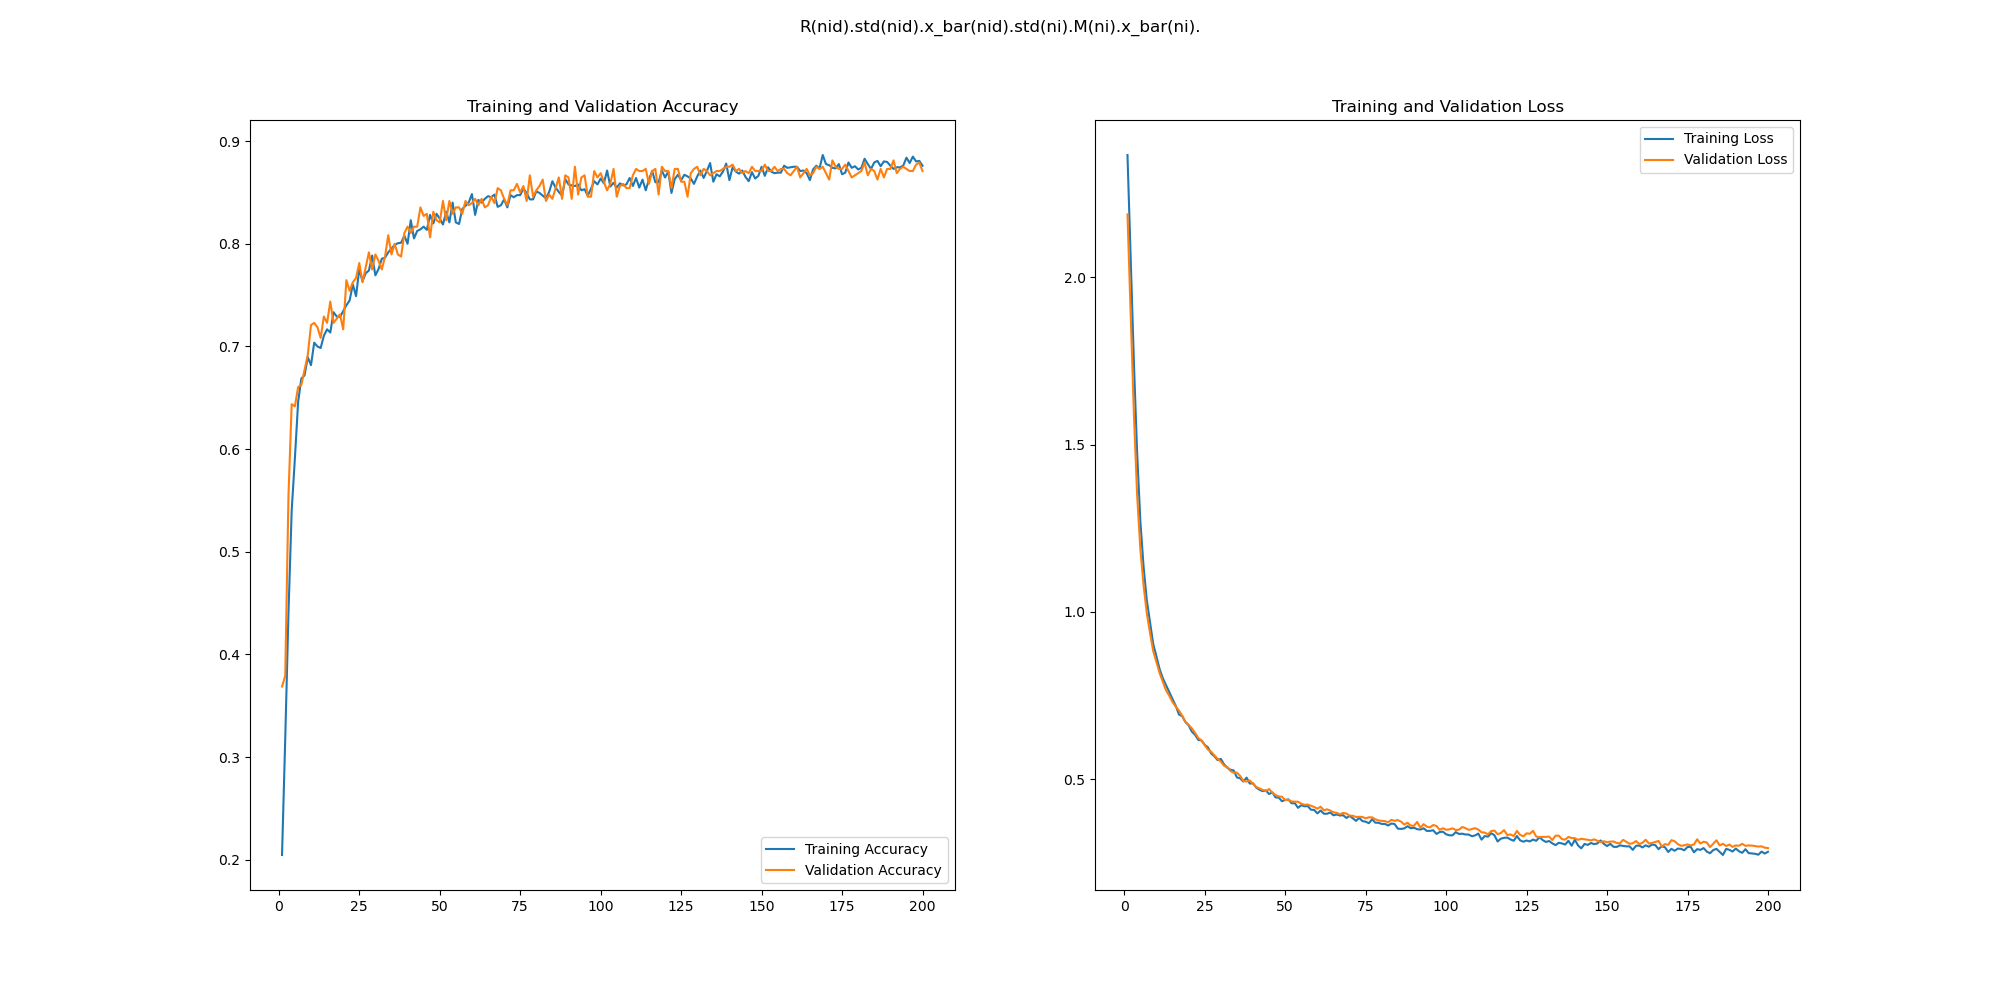 R(nid).std(nid).x_bar(nid).std(ni).M(ni).x_bar(ni).
Training and Validation Accuracy
0.9
0.8
0.7
0.6
0.5
0.4
0.3
0.2
Training Accuracy
Validation Accuracy
0 25 50 75 100 125 150 175 200
Training and Validation Loss
Training Loss
Validation Loss
2.0
1.5
1.0
0.5
0 25 50 75 100 125 150 175 200